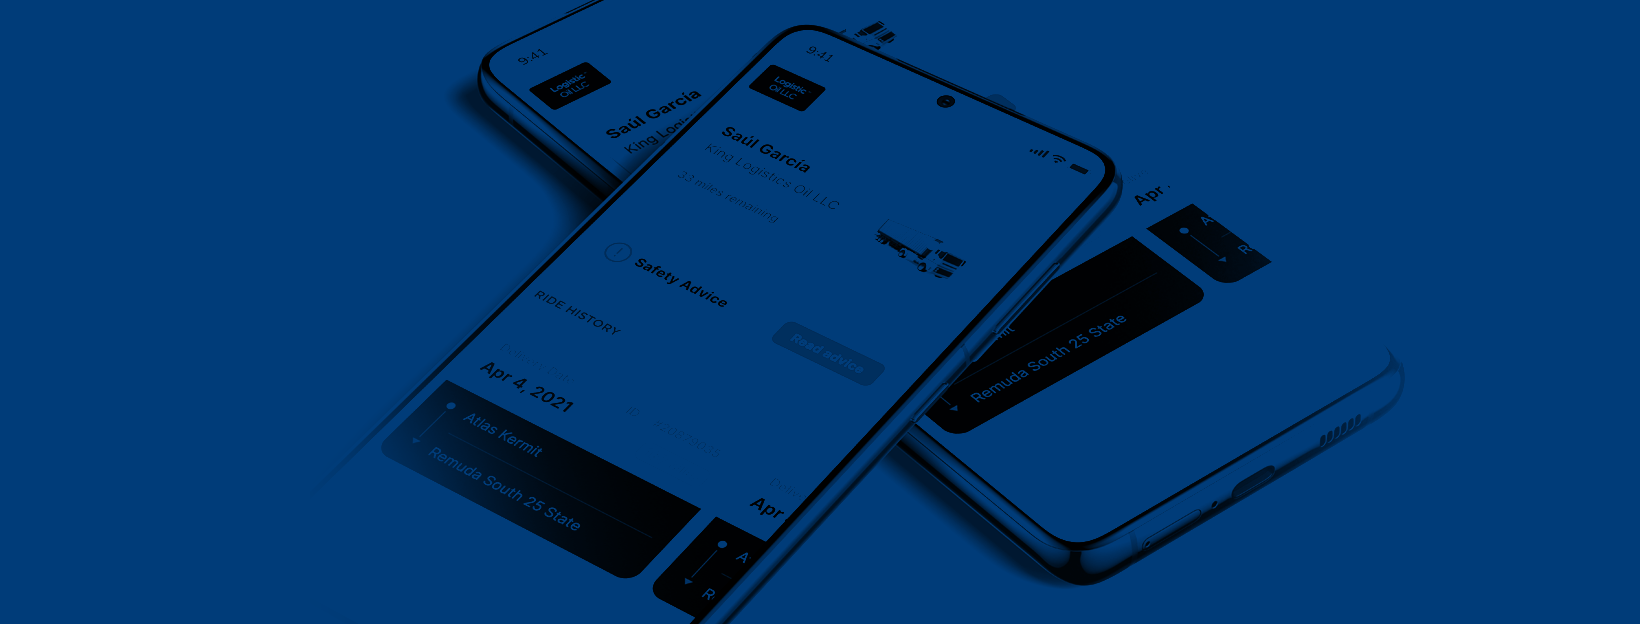 9:41
Logistic
Oil LLC
Saúl García
King Logi
9:41
Logistic
Oil LLC
Saúl García
King Logistics Oil LLC
33 miles remaining
Safety Advice
Read advice
RIDE HISTORY
Apr 4, 2021
ID
Atlas Kermit
Remuda South 25 State
Apr
A
R
Apr
A
R
Remuda South 25 State